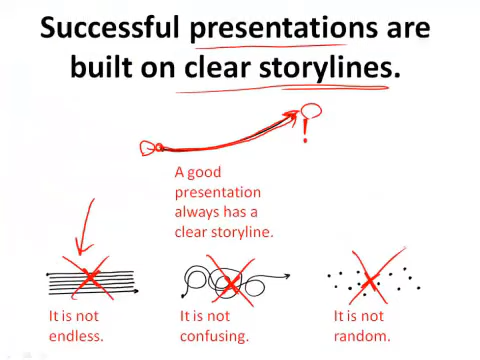 Successful presentations are
built on clear storylines.
A good
presentation
always has a
clear storyline.
It is not
endless.
It is not
confusing.
It is not
random.